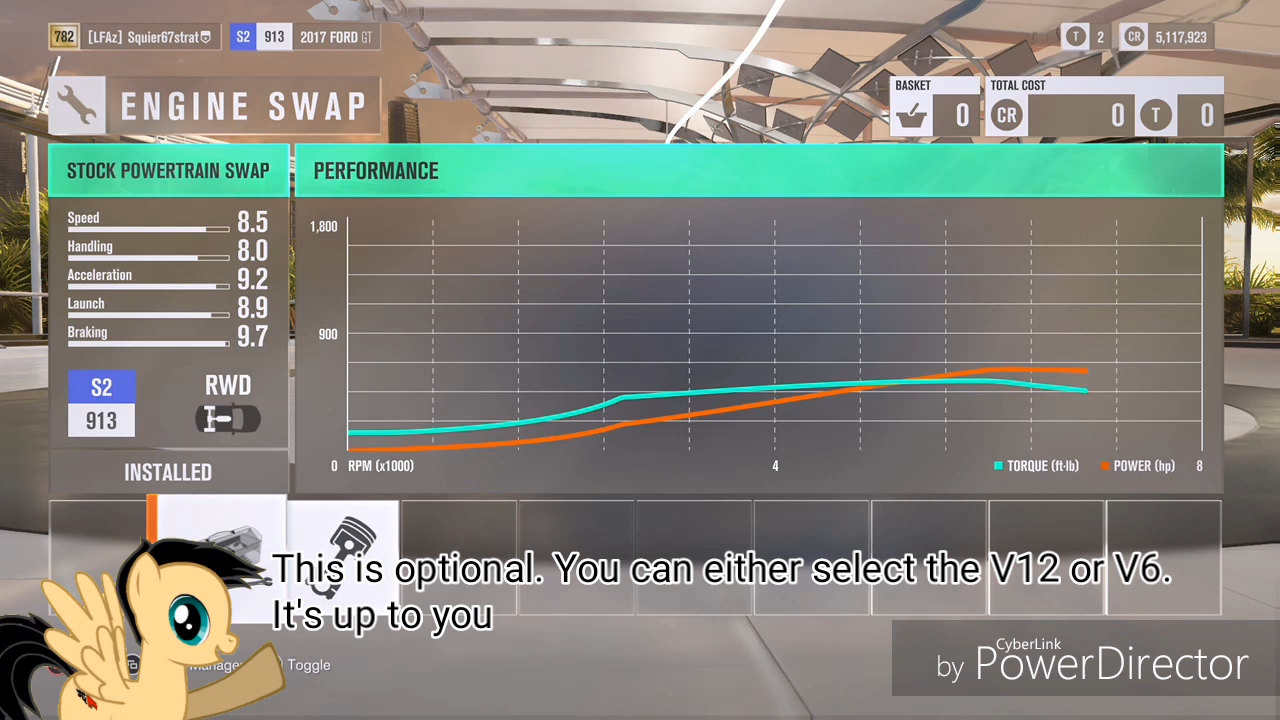 782 [LFAz] Squier67strat S2 913 2017 FORD GT
T 2 CR 5,117,923
ENGINE SWAP
BASKET 0 TOTAL COST CR 0 T 0
STOCK POWERTRAIN SWAP
PERFORMANCE
Speed 8.5
Handling 8.0
Acceleration 9.2
Launch 8.9
Braking 9.7
S2 RWD
913
INSTALLED
1,800
900
0 RPM (x1000) 4 TORQUE (ft-lb) POWER (hp) 8
This is optional. You can either select the V12 or V6.
It's up to you
Toggle
CyberLink
by PowerDirector